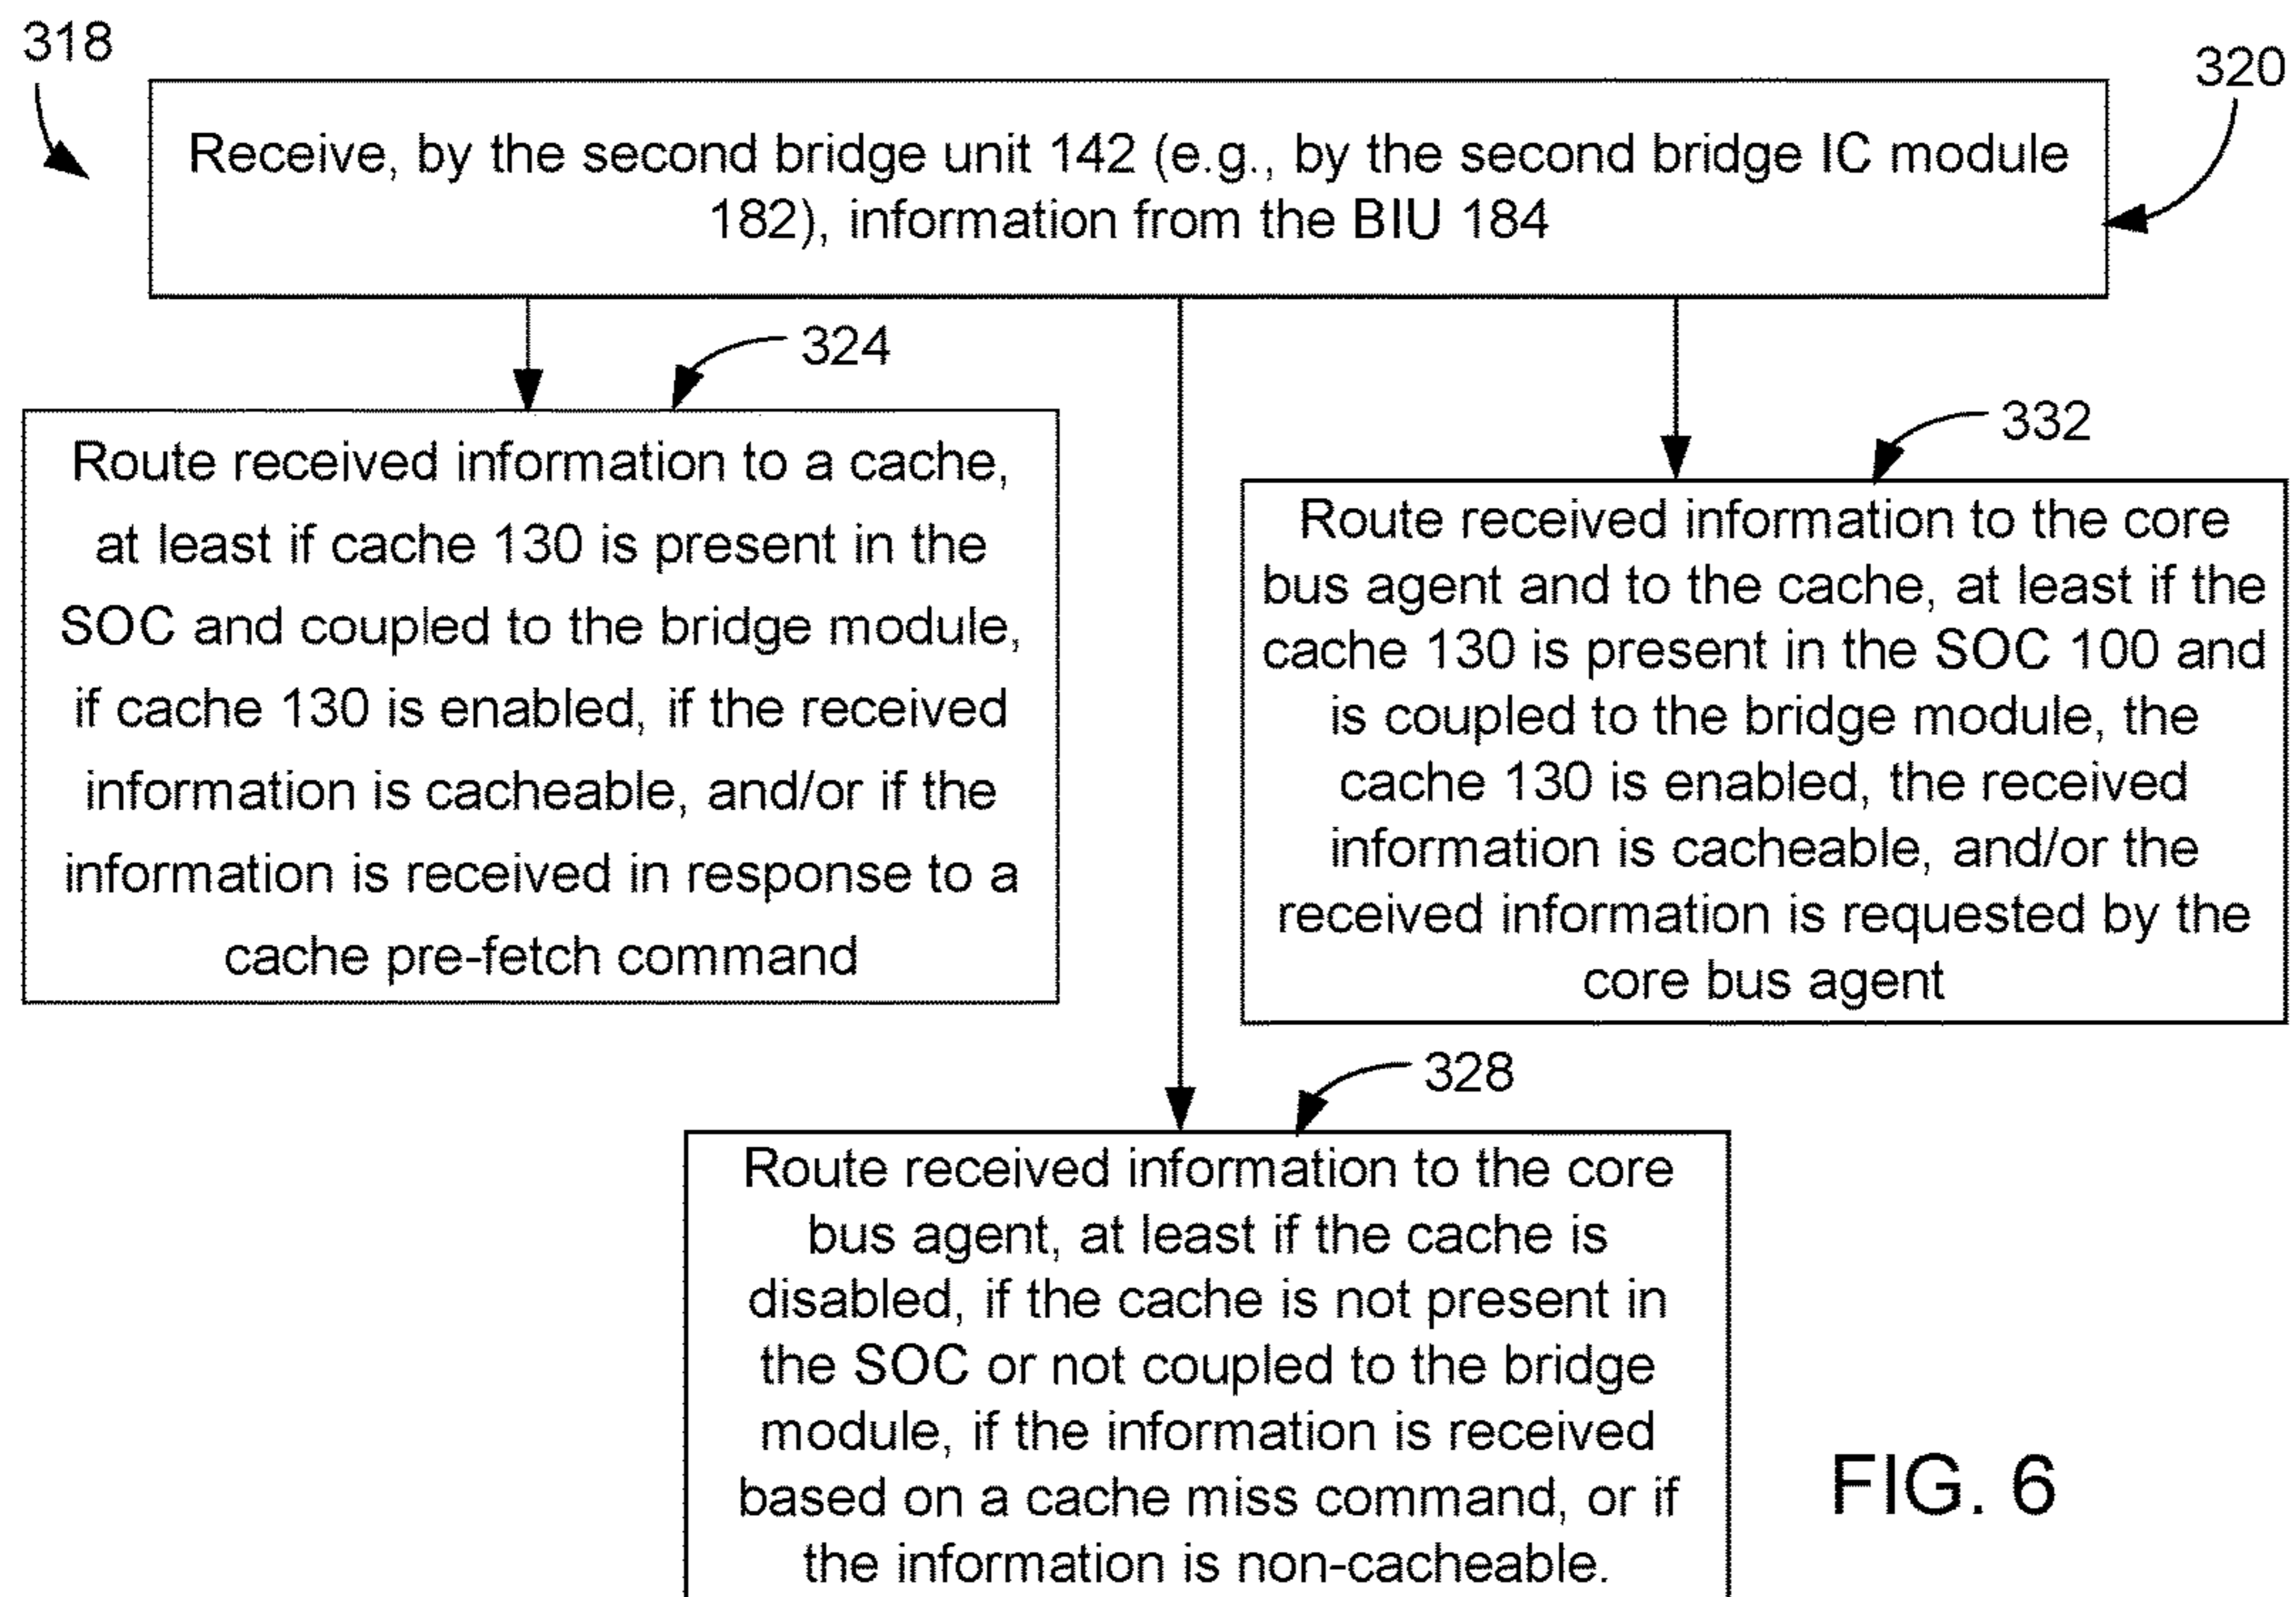 318
320
Receive, by the second bridge unit 142 (e.g., by the second bridge IC module
182), information from the BIU 184
324
Route received information to a cache,
at least if cache 130 is present in the
SOC and coupled to the bridge module,
if cache 130 is enabled, if the received
information is cacheable, and/or if the
information is received in response to a
cache pre-fetch command
332
Route received information to the core
bus agent and to the cache, at least if the
cache 130 is present in the SOC 100 and
is coupled to the bridge module, the
cache 130 is enabled, the received
information is cacheable, and/or the
received information is requested by the
core bus agent
328
Route received information to the core
bus agent, at least if the cache is
disabled, if the cache is not present in
the SOC or not coupled to the bridge
module, if the information is received
based on a cache miss command, or if
the information is non-cacheable.
FIG. 6